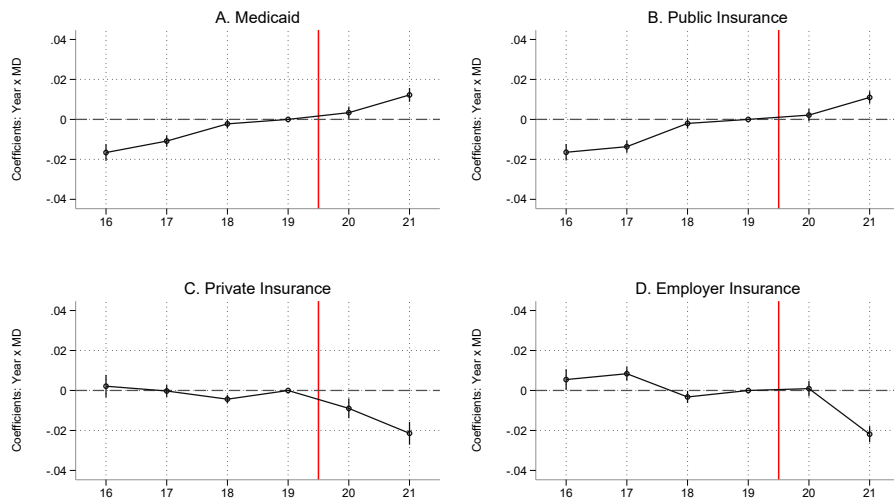 A. Medicaid
Coefficients: Year x MD
.04
.02
0
-.02
-.04
16 17 18 19 20 21
B. Public Insurance
Coefficients: Year x MD
.04
.02
0
-.02
-.04
16 17 18 19 20 21
C. Private Insurance
Coefficients: Year x MD
.04
.02
0
-.02
-.04
16 17 18 19 20 21
D. Employer Insurance
Coefficients: Year x MD
.04
.02
0
-.02
-.04
16 17 18 19 20 21